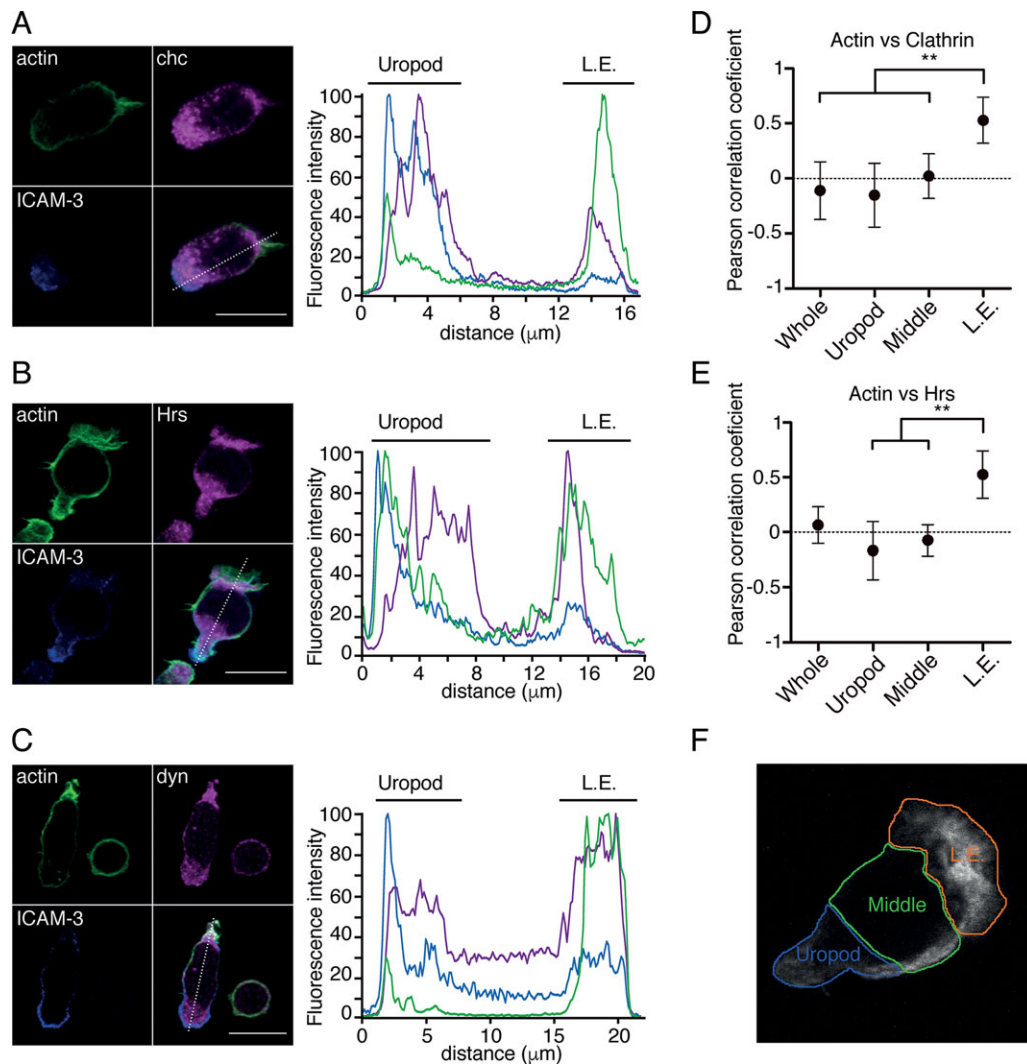 A
actin
chc
ICAM-3
Uropod
L.E.
Fluorescence intensity
100
80
60
40
20
0
0
4
8
12
16
distance (μm)
B
actin
Hrs
ICAM-3
Uropod
L.E.
Fluorescence intensity
100
80
60
40
20
0
0
4
8
12
16
20
distance (μm)
C
actin
dyn
ICAM-3
Uropod
L.E.
Fluorescence intensity
100
90
80
70
60
50
40
30
20
10
0
0
5
10
15
20
distance (μm)
D
Actin vs Clathrin
**
Pearson correlation coeficient
1
0.5
0
-0.5
-1
Whole
Uropod
Middle
L.E.
E
Actin vs Hrs
**
Pearson correlation coeficient
1
0.5
0
-0.5
-1
Whole
Uropod
Middle
L.E.
F
L.E.
Middle
Uropod